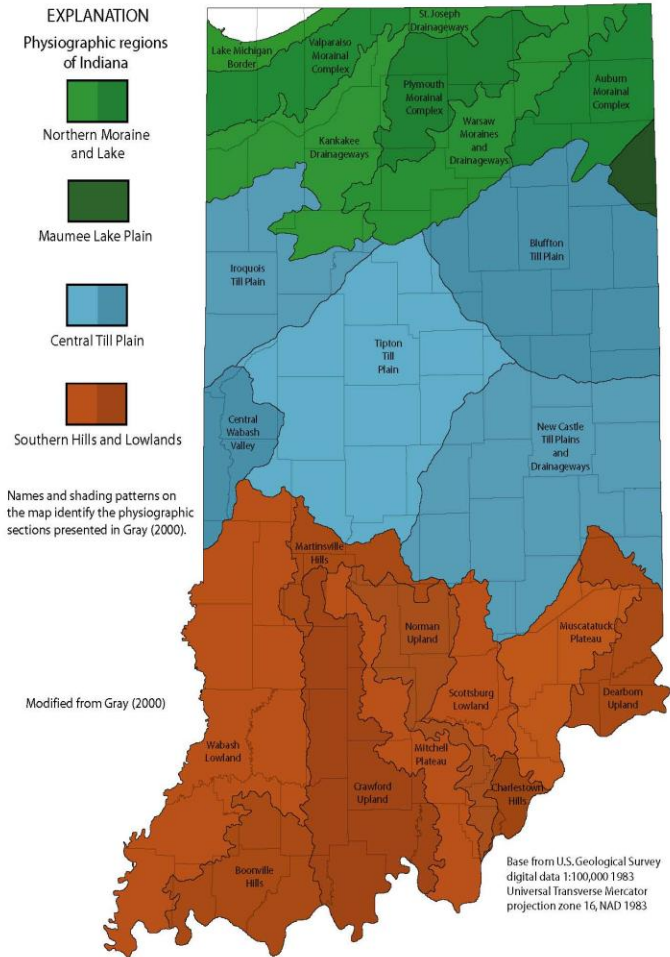 EXPLANATION
Physiographic regions
of Indiana
Northern Moraine
and Lake
Maumee Lake Plain
Central Till Plain
Southern Hills and Lowlands
Names and shading patterns on
the map identify the physiographic
sections presented in Gray (2000).
Modified from Gray (2000)
Lake Michigan
Border
Valparaiso
Morainal
Complex
St. Joseph
Drainageways
Plymouth
Morainal
Complex
Auburn
Morainal
Complex
Kankakee
Drainageways
Warsaw
Moraines
and
Drainageways
Iroquois
Till Plain
Bluffton
Till Plain
Tipton
Till
Plain
Central
Wabash
Valley
New Castle
Till Plains
and
Drainageways
Martinsville
Hills
Norman
Upland
Muscatatuck
Plateau
Scottsburg
Lowland
Dearborn
Upland
Wabash
Lowland
Mitchell
Plateau
Crawford
Upland
Charlestown
Hills
Boonville
Hills
Base from U.S. Geological Survey
digital data 1:100,000 1983
Universal Transverse Mercator
projection zone 16, NAD 1983